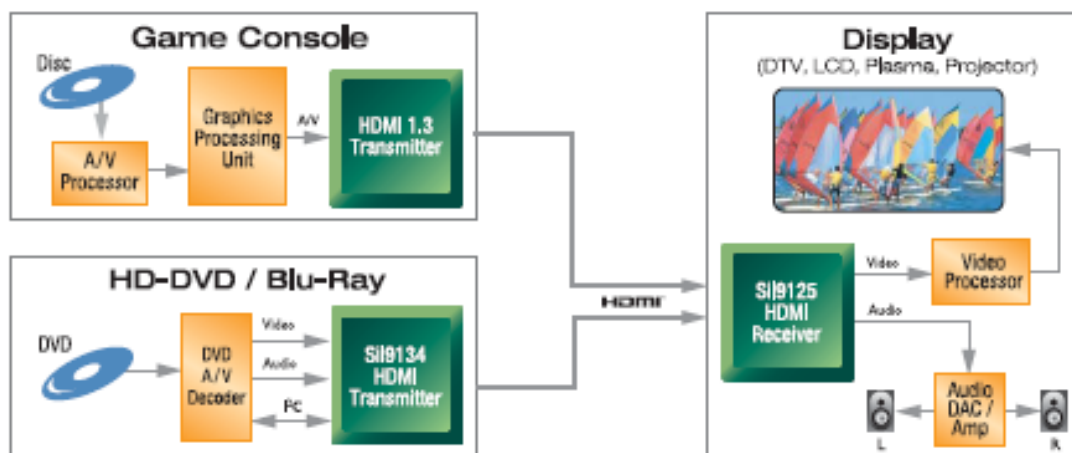 Game Console
Disc
A/V
Processor
Graphics
Processing
Unit
A/V
HDMI 1.3
Transmitter
HD-DVD / Blu-Ray
DVD
DVD
A/V
Decoder
Video
Audio
I²C
SiI9134
HDMI
Transmitter
HDMI
Display
(DTV, LCD, Plasma, Projector)
SiI9125
HDMI
Receiver
Video
Audio
Video
Processor
Audio
DAC /
Amp
L
R